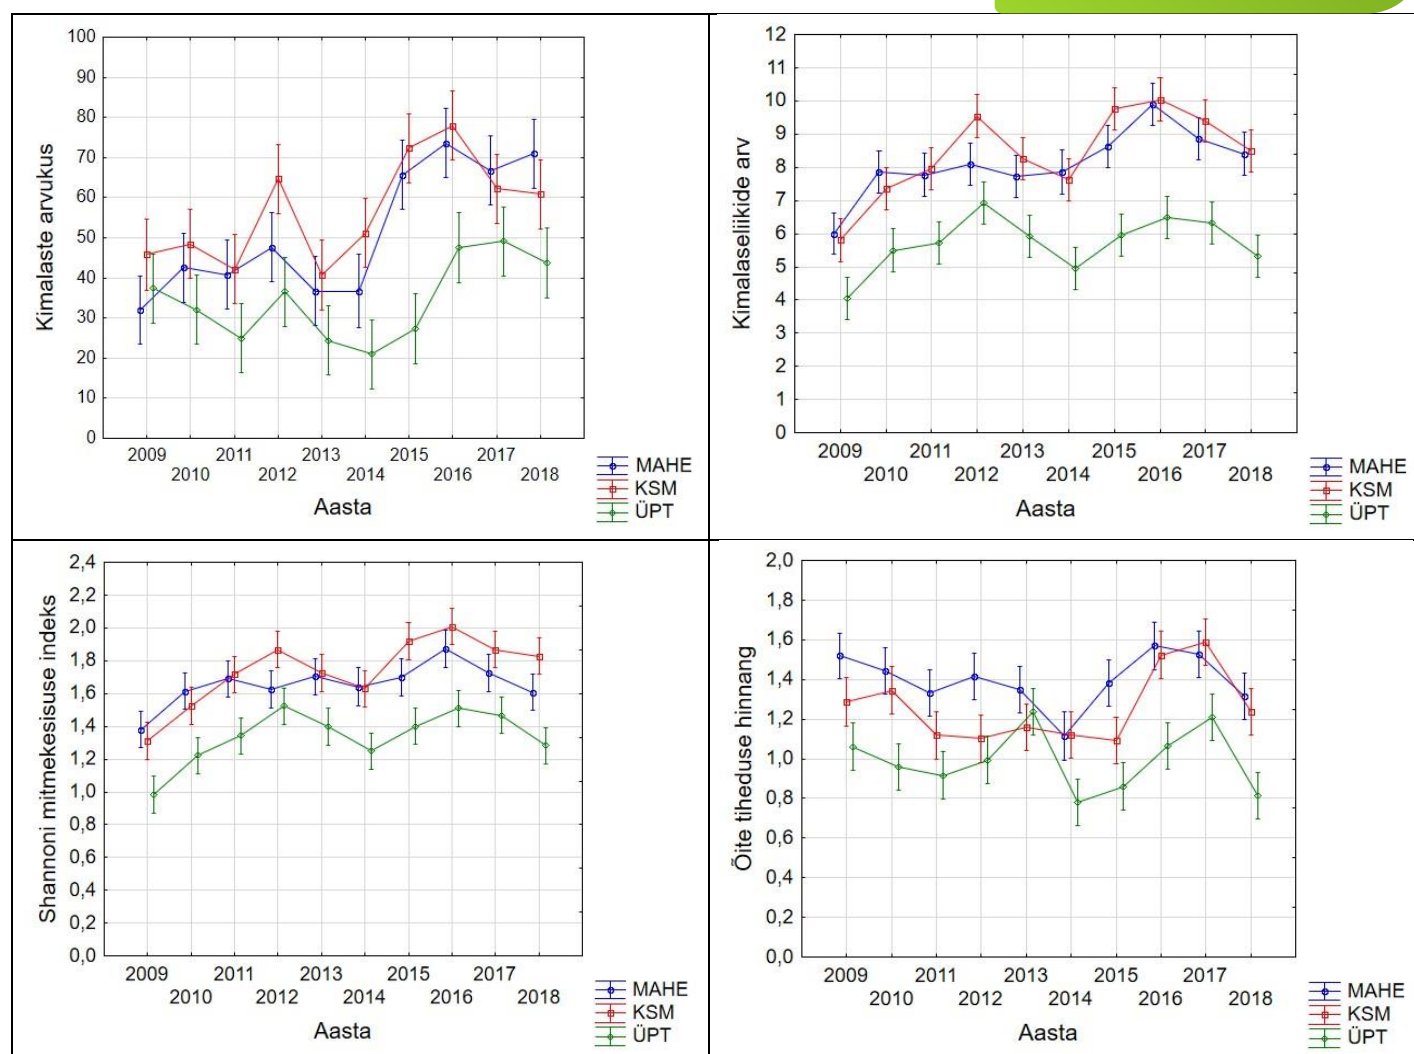 Kimalaste arvukus
100
90
80
70
60
50
40
30
20
10
0
2009 2011 2013 2015 2017
2010 2012 2014 2016 2018
Aasta
MAHE
KSM
ÜPT
Kimalaseliikide arv
12
11
10
9
8
7
6
5
4
3
2
1
0
2009 2011 2013 2015 2017
2010 2012 2014 2016 2018
Aasta
MAHE
KSM
ÜPT
Shannoni mitmekesisuse indeks
2,4
2,2
2,0
1,8
1,6
1,4
1,2
1,0
0,8
0,6
0,4
0,2
0,0
2009 2011 2013 2015 2017
2010 2012 2014 2016 2018
Aasta
MAHE
KSM
ÜPT
Õite tiheduse hinnang
2,0
1,8
1,6
1,4
1,2
1,0
0,8
0,6
0,4
0,2
0,0
2009 2011 2013 2015 2017
2010 2012 2014 2016 2018
Aasta
MAHE
KSM
ÜPT